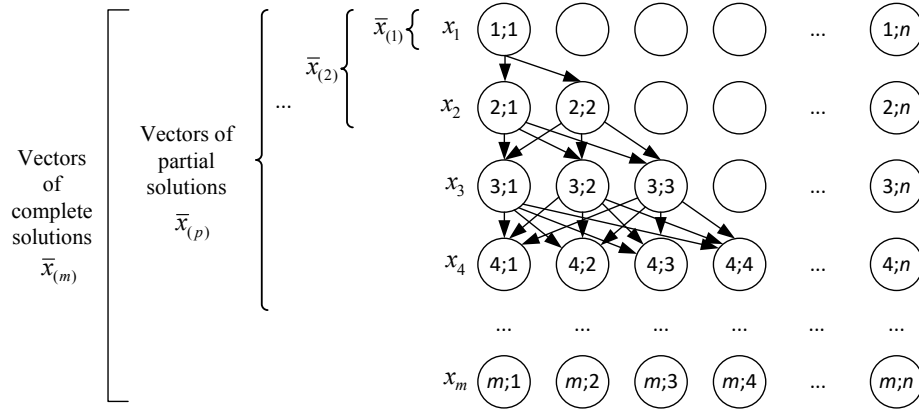 x̅(1) x1 1;1 ... 1;n
x̅(2) x2 2;1 2;2 ... 2;n
...
Vectors of
partial
solutions
x̅(p)
Vectors
of
complete
solutions
x̅(m)
x3 3;1 3;2 3;3 ... 3;n
x4 4;1 4;2 4;3 4;4 ... 4;n
... ... ... ... ... ...
xm m;1 m;2 m;3 m;4 ... m;n